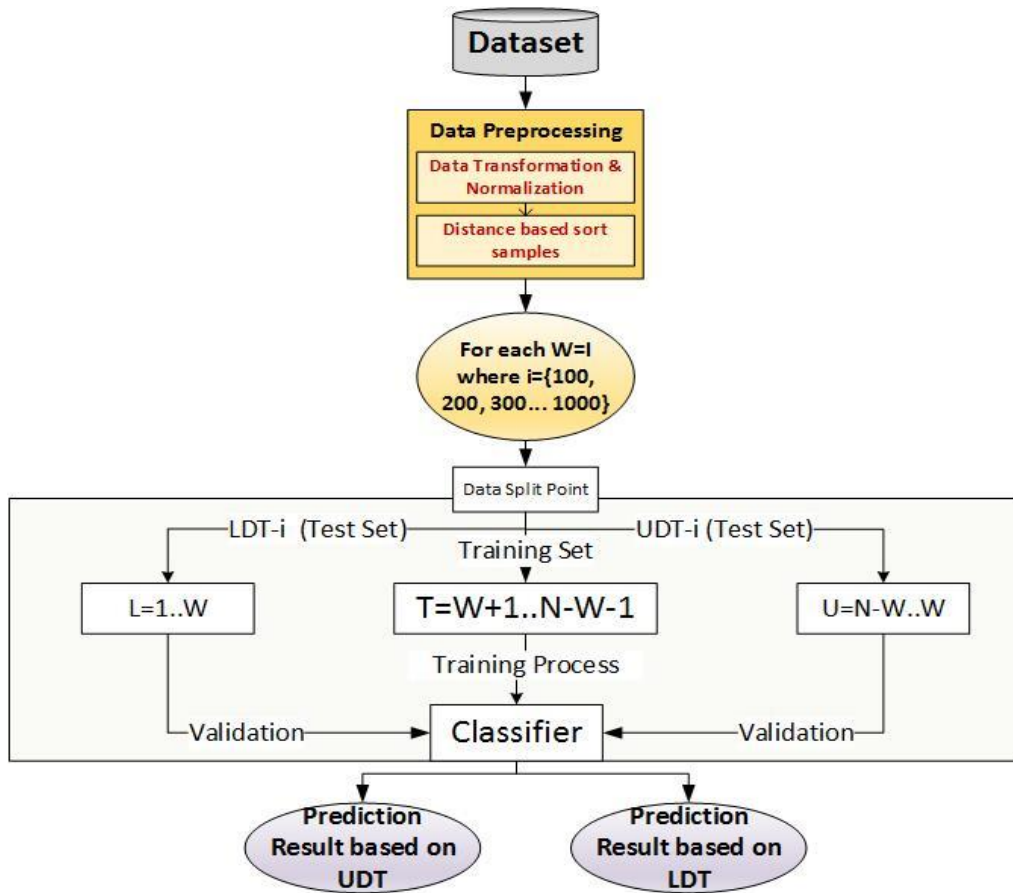 Dataset
Data Preprocessing
Data Transformation &
Normalization
Distance based sort
samples
For each W=I
where i={100,
200, 300... 1000}
Data Split Point
LDT-i (Test Set)
UDT-i (Test Set)
Training Set
L=1..W
T=W+1..N-W-1
U=N-W..W
Training Process
Validation
Classifier
Validation
Prediction
Result based on
UDT
Prediction
Result based on
LDT